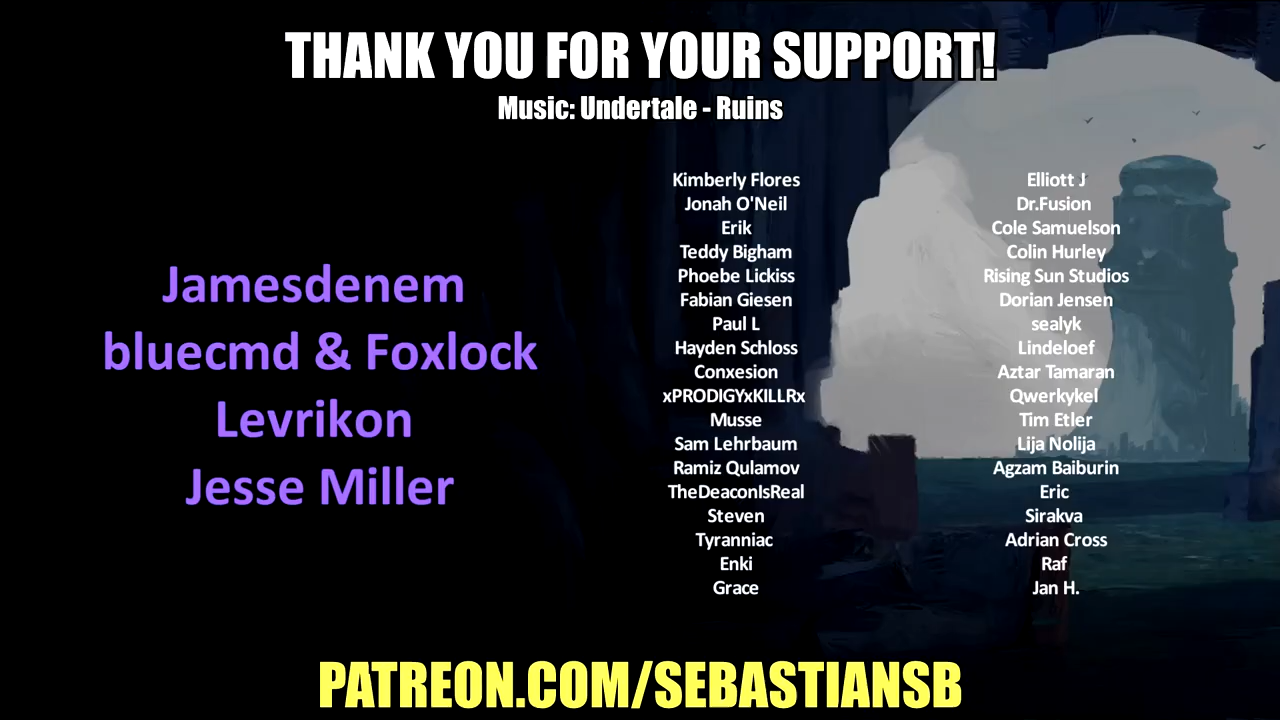 THANK YOU FOR YOUR SUPPORT!
Music: Undertale - Ruins
Jamesdenem
bluecmd & Foxlock
Levrikon
Jesse Miller
Kimberly Flores
Jonah O'Neil
Erik
Teddy Bigham
Phoebe Lickiss
Fabian Giesen
Paul L
Hayden Schloss
Conxesion
xPRODIGYxKILLRx
Musse
Sam Lehrbaum
Ramiz Qulamov
TheDeaconIsReal
Steven
Tyranniac
Enki
Grace
Elliott J
Dr.Fusion
Cole Samuelson
Colin Hurley
Rising Sun Studios
Dorian Jensen
sealyk
Lindeloef
Aztar Tamaran
Qwerkykel
Tim Etler
Lija Nolija
Agzam Baiburin
Eric
Sirakva
Adrian Cross
Raf
Jan H.
PATREON.COM/SEBASTIANSB